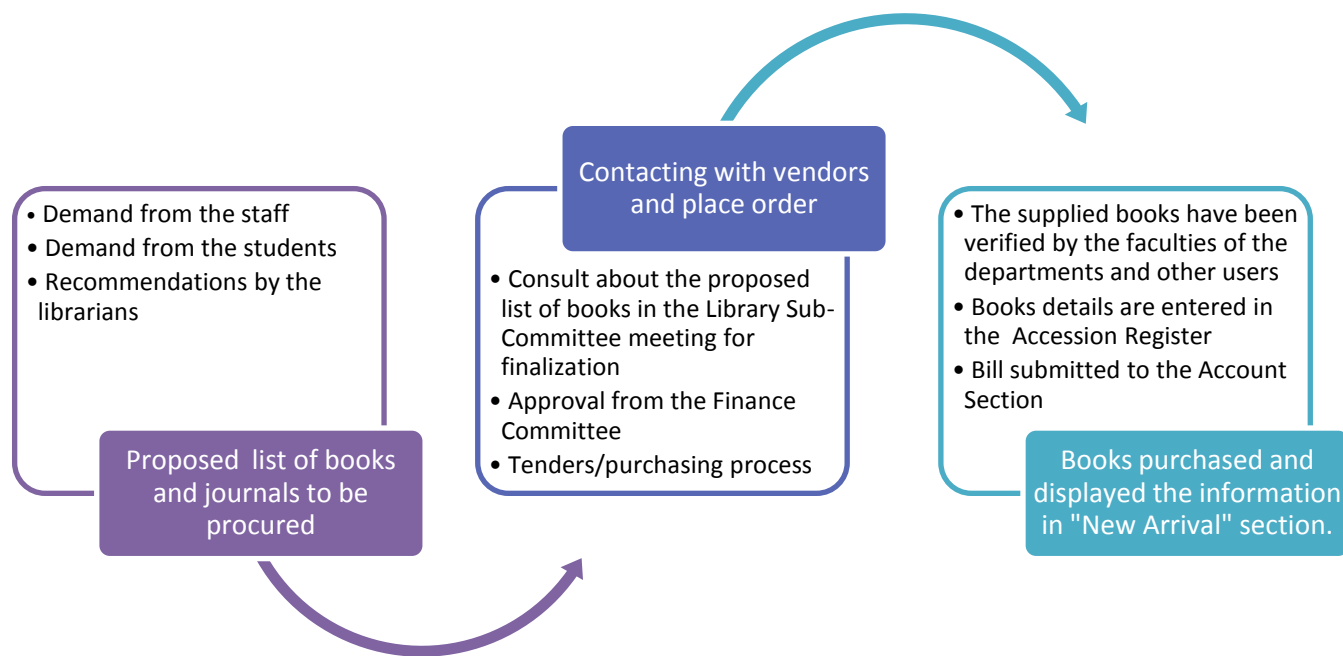 • Demand from the staff
• Demand from the students
• Recommendations by the
librarians
Proposed list of books
and journals to be
procured
Contacting with vendors
and place order
• Consult about the proposed
list of books in the Library Sub-
Committee meeting for
finalization
• Approval from the Finance
Committee
• Tenders/purchasing process
• The supplied books have been
verified by the faculties of the
departments and other users
• Books details are entered in
the Accession Register
• Bill submitted to the Account
Section
Books purchased and
displayed the information
in "New Arrival" section.